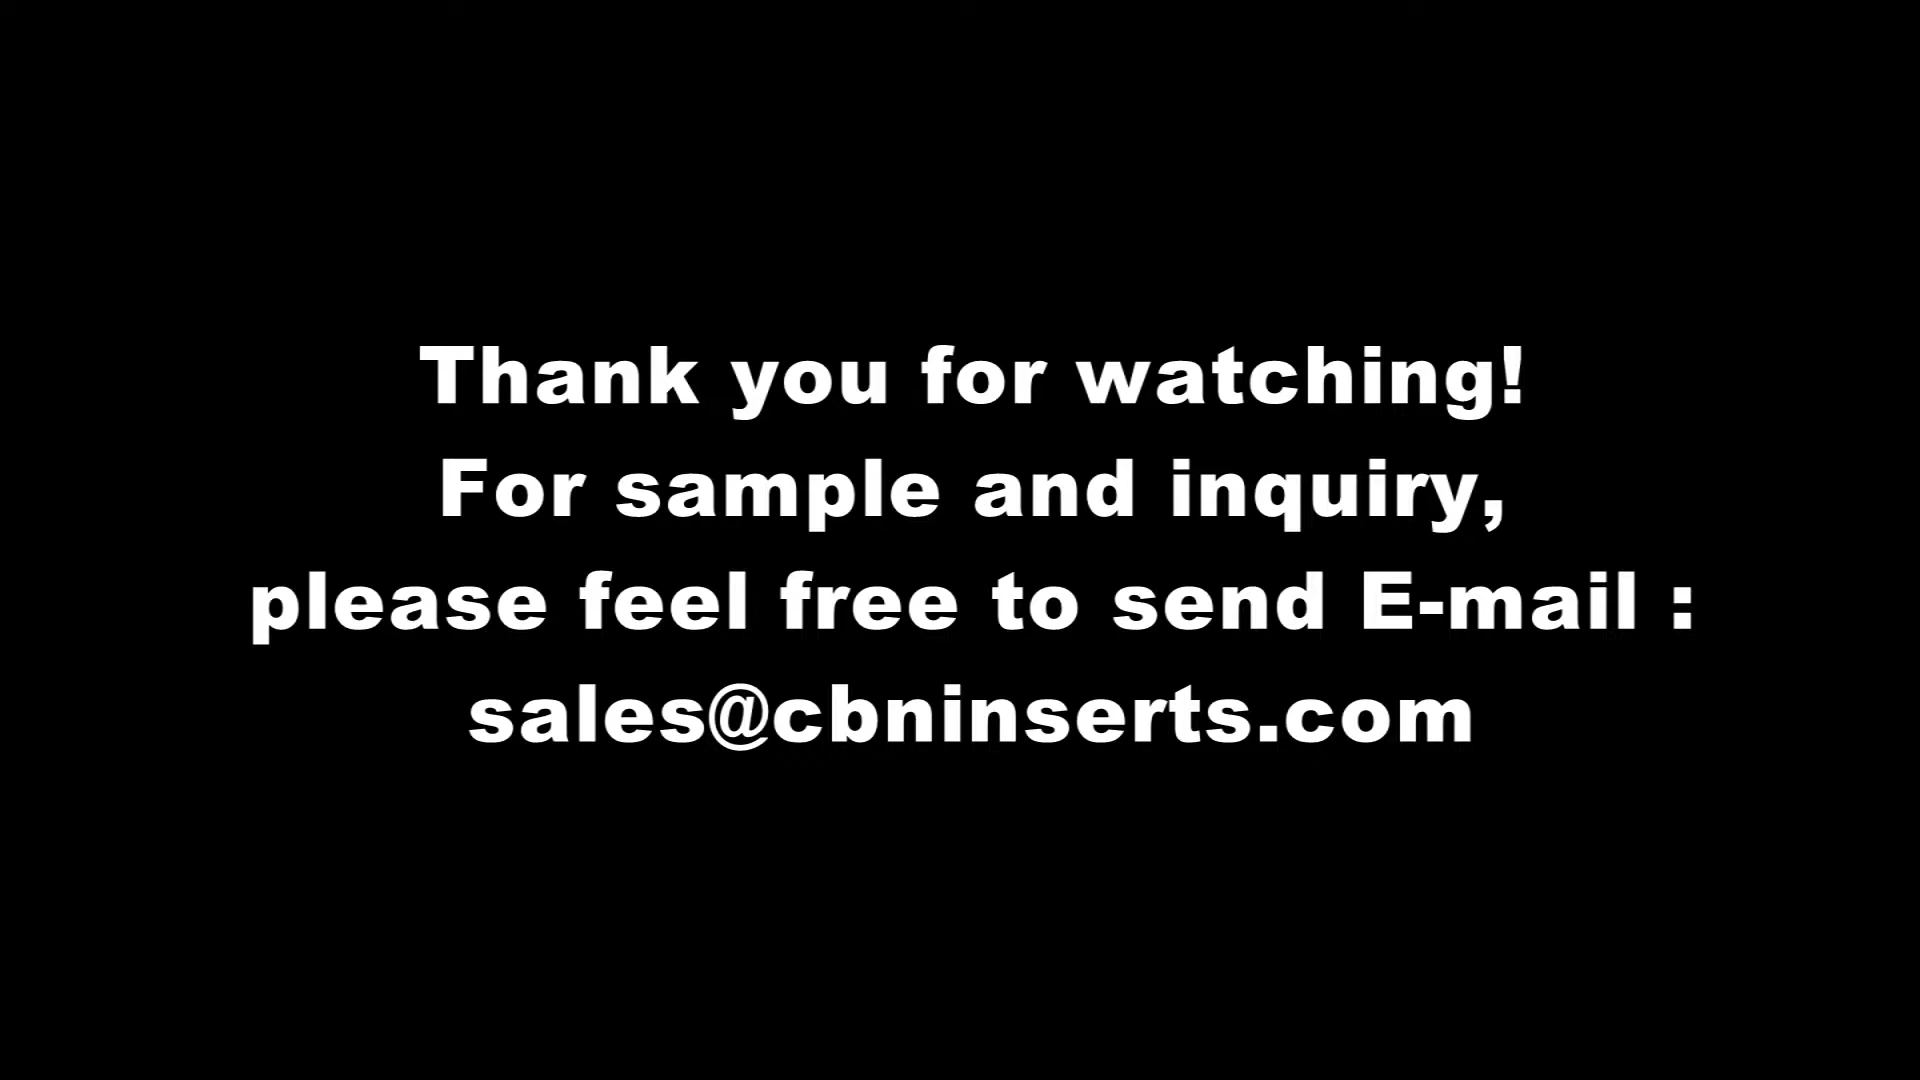 Thank you for watching!
For sample and inquiry,
please feel free to send E-mail :
sales@cbninserts.com